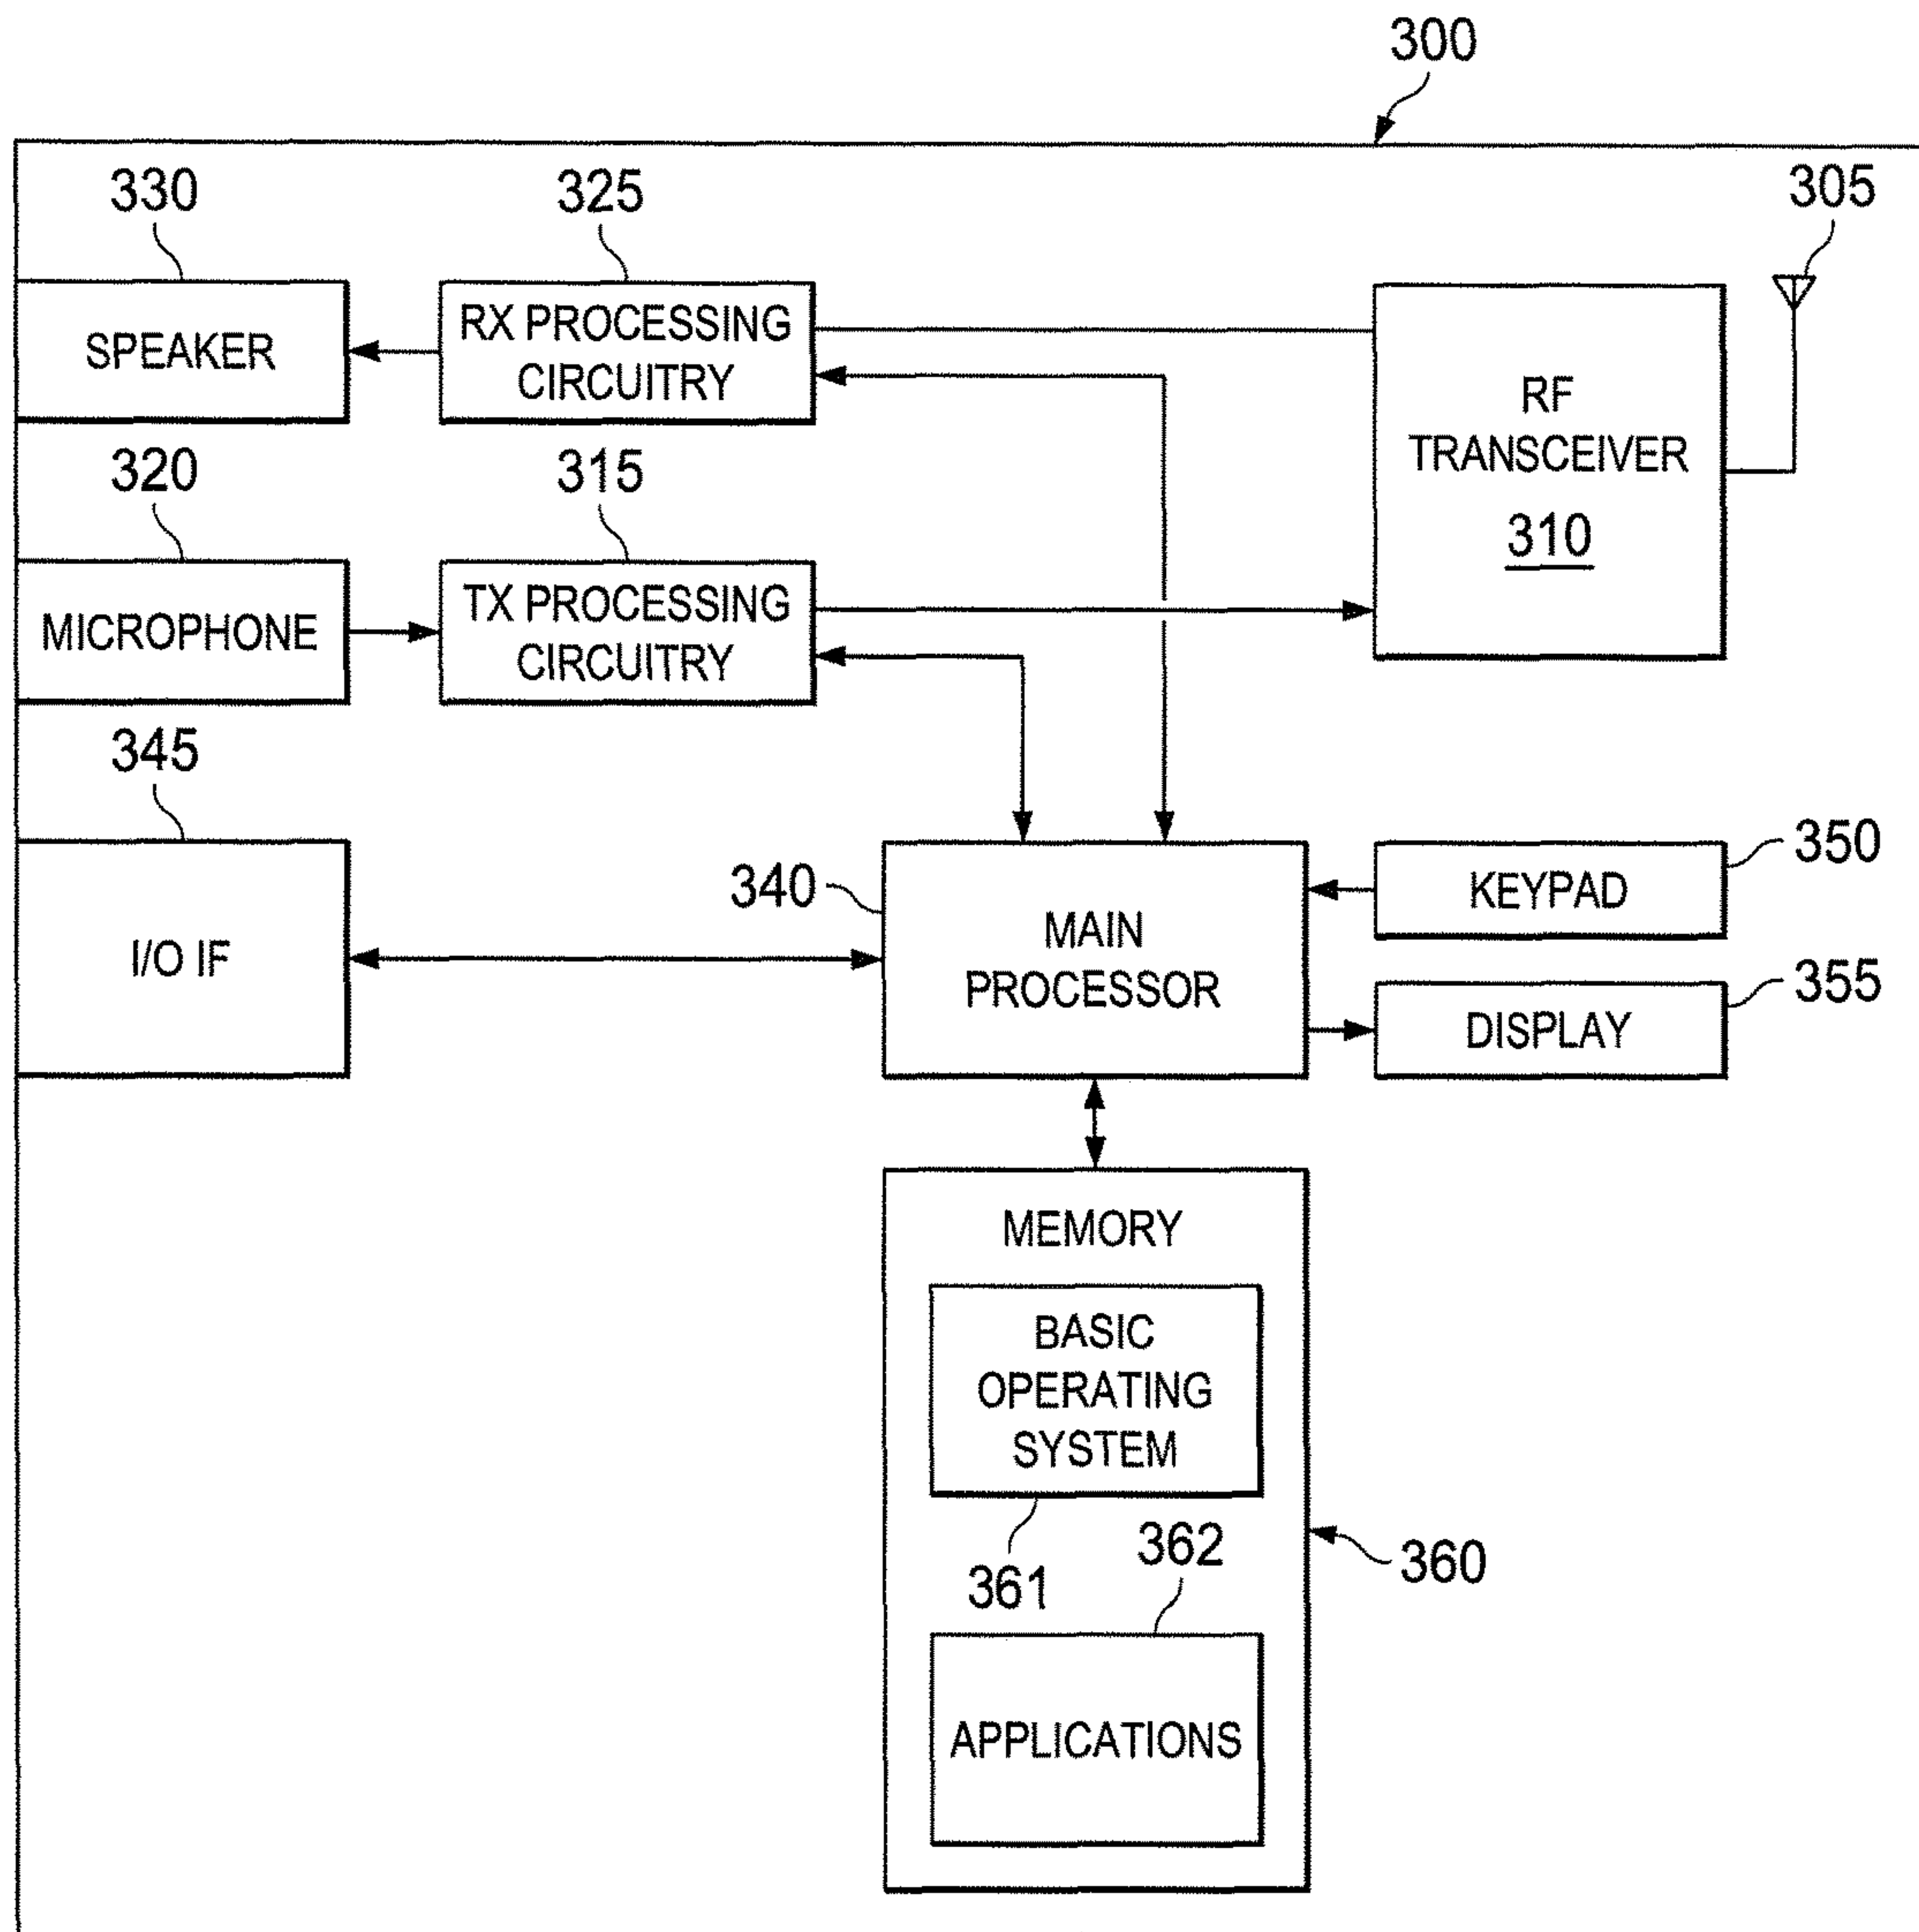 300
330
325
305
SPEAKER
RX PROCESSING
CIRCUITRY
RF
TRANSCEIVER
310
320
315
MICROPHONE
TX PROCESSING
CIRCUITRY
345
I/O IF
340
MAIN
PROCESSOR
350
KEYPAD
355
DISPLAY
MEMORY
BASIC
OPERATING
SYSTEM
361
362
360
APPLICATIONS